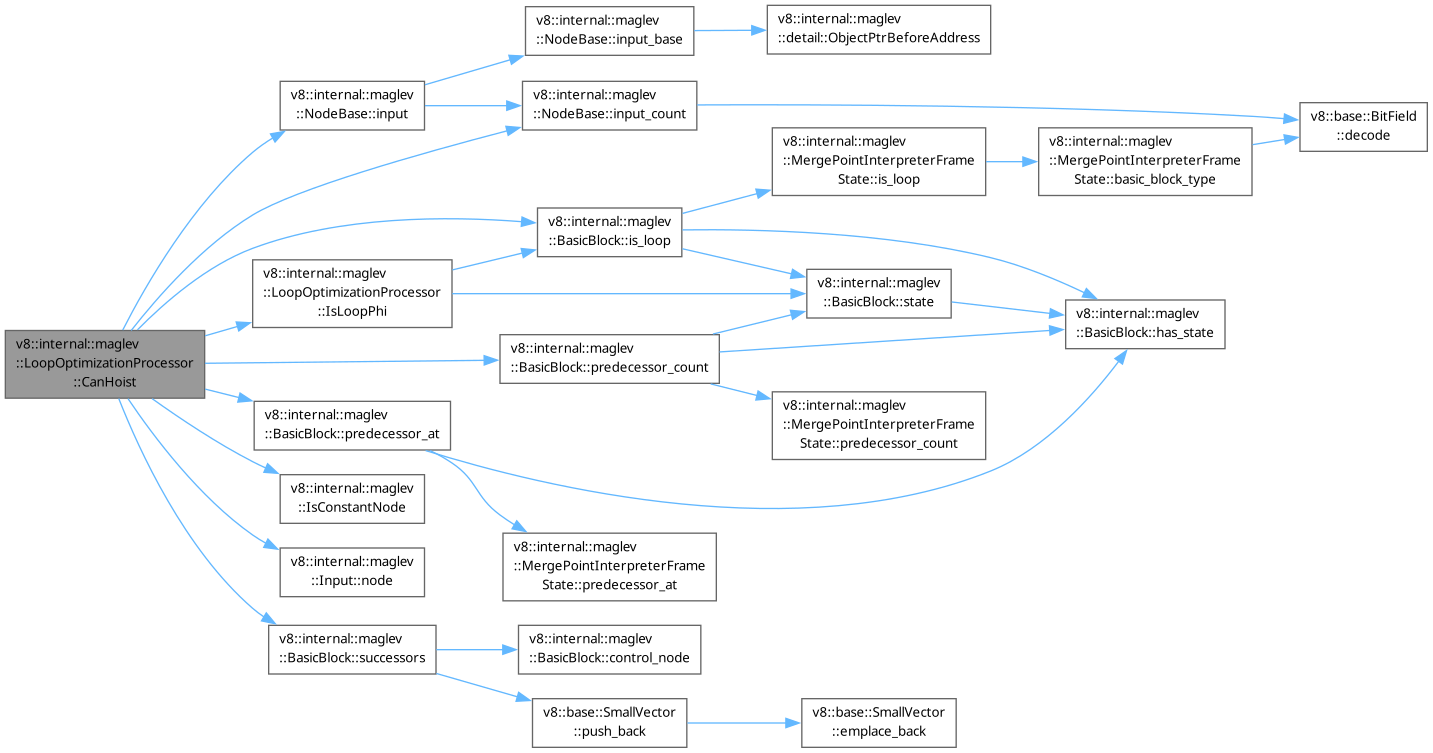 v8::internal::maglev
::NodeBase::input_base
v8::internal::maglev
::detail::ObjectPtrBeforeAddress
v8::internal::maglev
::NodeBase::input
v8::internal::maglev
::NodeBase::input_count
v8::base::BitField
::decode
v8::internal::maglev
::MergePointInterpreterFrame
State::is_loop
v8::internal::maglev
::MergePointInterpreterFrame
State::basic_block_type
v8::internal::maglev
::BasicBlock::is_loop
v8::internal::maglev
::LoopOptimizationProcessor
::IsLoopPhi
v8::internal::maglev
::BasicBlock::state
v8::internal::maglev
::BasicBlock::has_state
v8::internal::maglev
::LoopOptimizationProcessor
::CanHoist
v8::internal::maglev
::BasicBlock::predecessor_count
v8::internal::maglev
::MergePointInterpreterFrame
State::predecessor_count
v8::internal::maglev
::BasicBlock::predecessor_at
v8::internal::maglev
::IsConstantNode
v8::internal::maglev
::MergePointInterpreterFrame
State::predecessor_at
v8::internal::maglev
::Input::node
v8::internal::maglev
::BasicBlock::successors
v8::internal::maglev
::BasicBlock::control_node
v8::base::SmallVector
::push_back
v8::base::SmallVector
::emplace_back